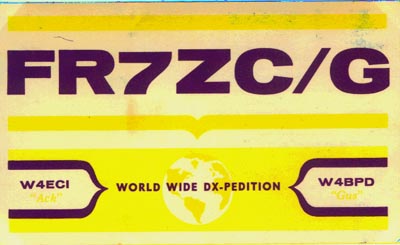 FR7ZC/G
W4ECI "Ack"
WORLD WIDE DX-PEDITION
W4BPD "Gus"